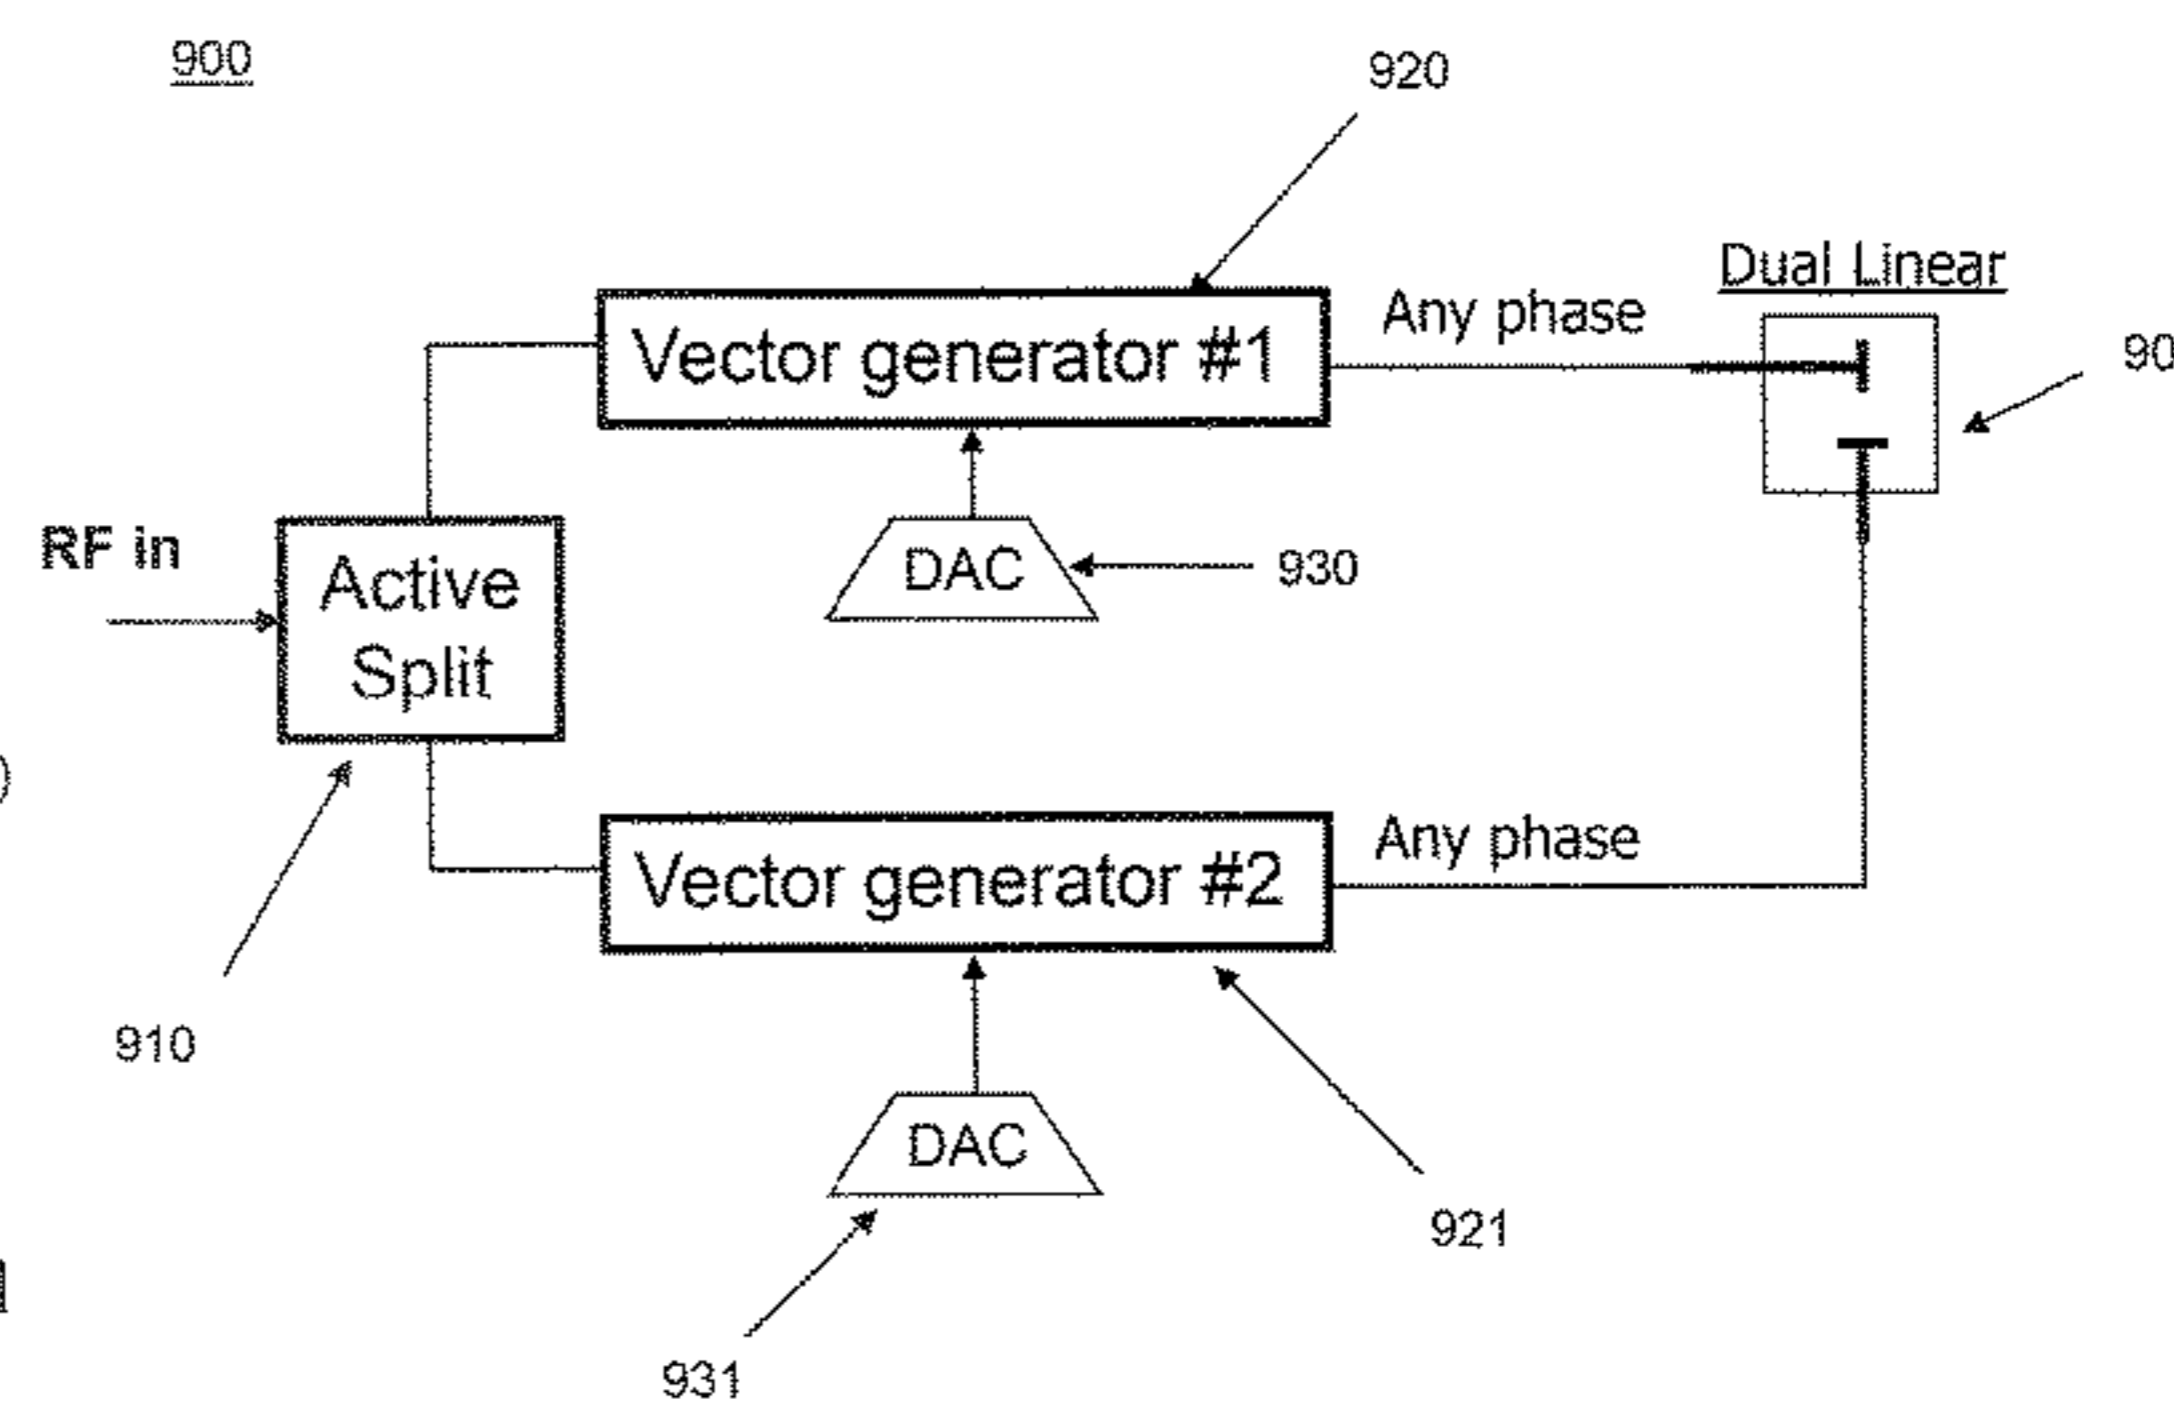 900
920
Dual Linear
Any phase
Vector generator #1
90
RF in
Active
Split
DAC
930
Any phase
Vector generator #2
910
DAC
921
931